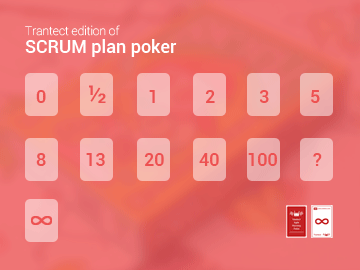 Trantect edition of
SCRUM plan poker
0 ½ 1 2 3 5
8 13 20 40 100 ?
∞
∞